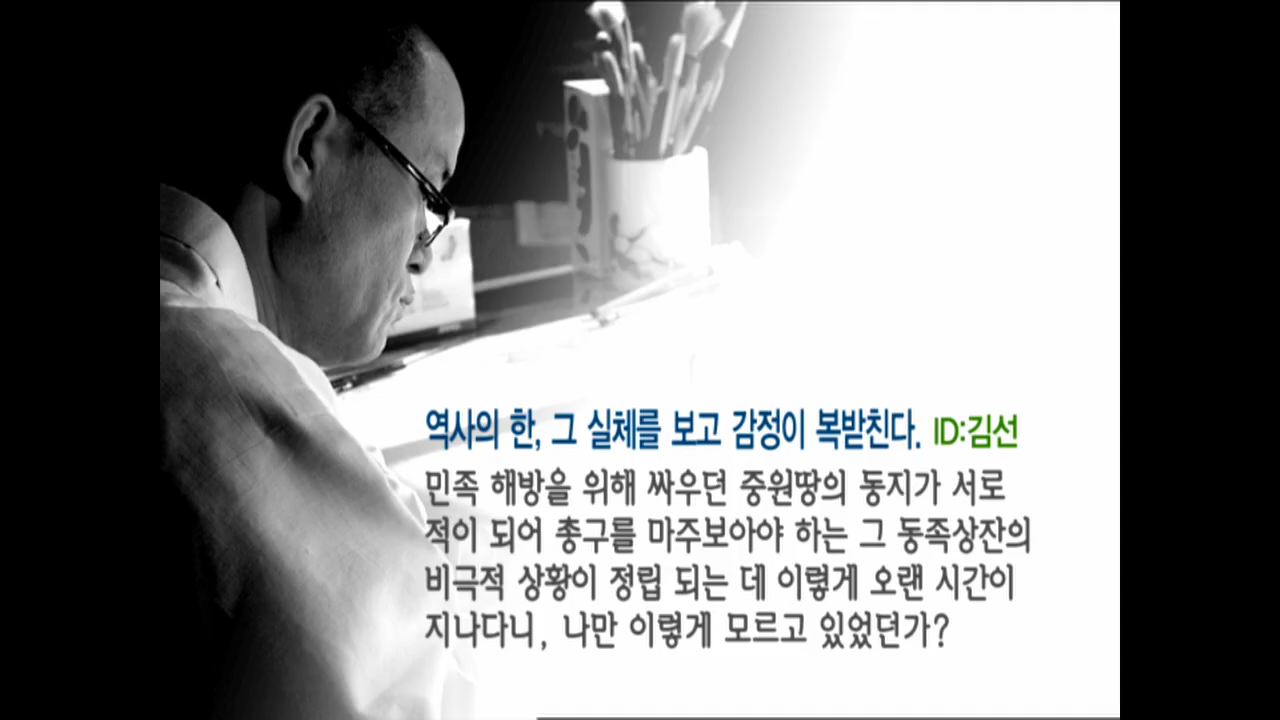 역사의 한, 그 실체를 보고 감정이 복받친다. ID:김선
민족 해방을 위해 싸우던 중원땅의 동지가 서로
적이 되어 총구를 마주보아야 하는 그 동족상잔의
비극적 상황이 정립 되는 데 이렇게 오랜 시간이
지나다니, 나만 이렇게 모르고 있었던가?